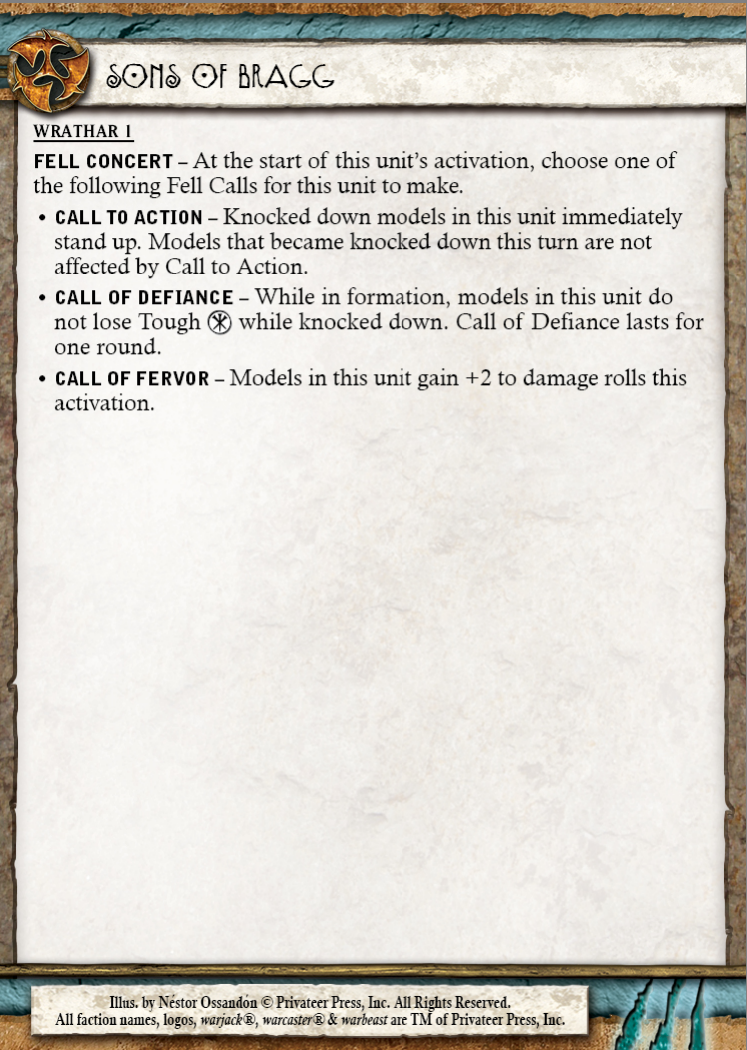 SONS OF BRAGG
WRATHAR 1
FELL CONCERT – At the start of this unit's activation, choose one of
the following Fell Calls for this unit to make.
• CALL TO ACTION – Knocked down models in this unit immediately
stand up. Models that became knocked down this turn are not
affected by Call to Action.
• CALL OF DEFIANCE – While in formation, models in this unit do
not lose Tough while knocked down. Call of Defiance lasts for
one round.
• CALL OF FERVOR – Models in this unit gain +2 to damage rolls this
activation.
Illus. by Néstor Ossandón © Privateer Press, Inc. All Rights Reserved.
All faction names, logos, warjack®, warcaster® & warbeast are TM of Privateer Press, Inc.